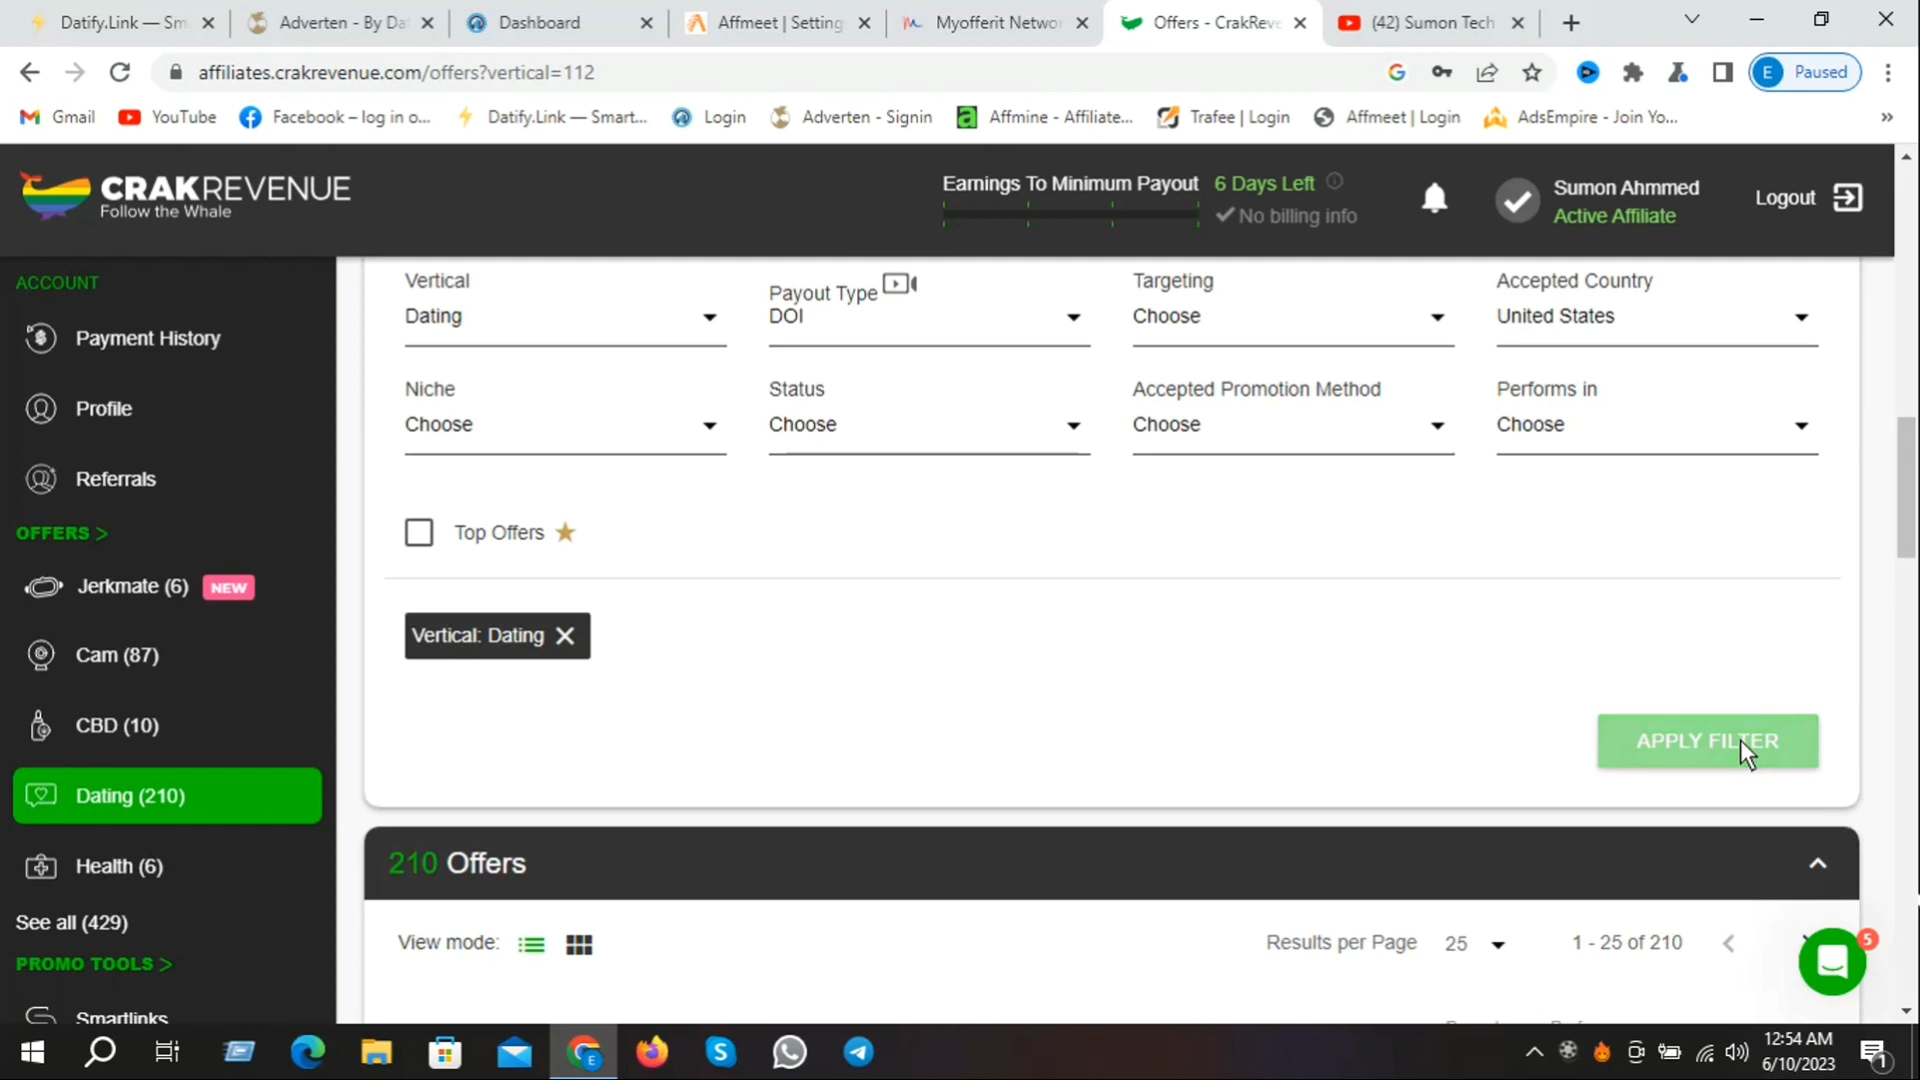 Datify.Link — Sm
Adverten - By Da
Dashboard
Affmeet | Setting
Myofferit Networ
Offers - CrakReve
(42) Sumon Tech
affiliates.crakrevenue.com/offers?vertical=112
E Paused
Gmail
YouTube
Facebook – log in o...
Datify.Link — Smart...
Login
Adverten - Signin
Affmine - Affiliate...
Trafee | Login
Affmeet | Login
AdsEmpire - Join Yo...
»
CRAKREVENUE
Follow the Whale
Earnings To Minimum Payout
6 Days Left
No billing info
Sumon Ahmmed
Active Affiliate
Logout
ACCOUNT
Payment History
Profile
Referrals
OFFERS >
Jerkmate (6) NEW
Cam (87)
CBD (10)
Dating (210)
Health (6)
See all (429)
PROMO TOOLS >
Smartlinks
Vertical
Dating
Payout Type
DOI
Targeting
Choose
Accepted Country
United States
Niche
Choose
Status
Choose
Accepted Promotion Method
Choose
Performs in
Choose
Top Offers
Vertical: Dating
APPLY FILTER
210 Offers
View mode:
Results per Page 25
1 - 25 of 210
5
12:54 AM
6/10/2023
1